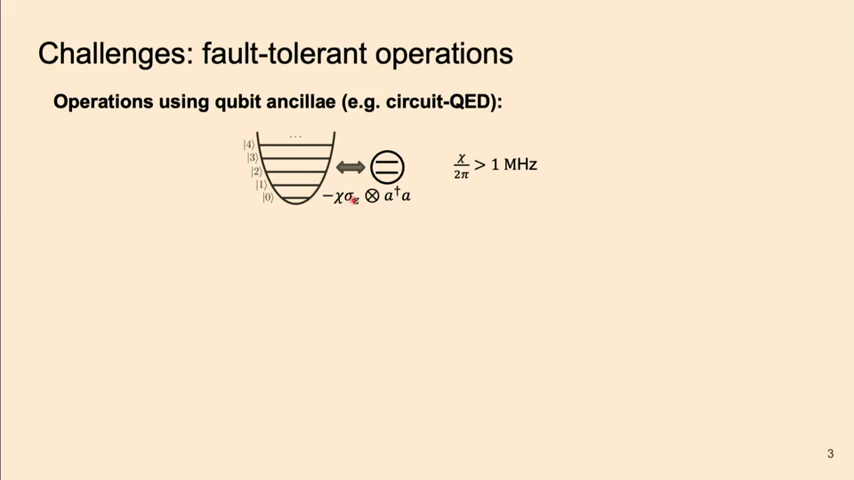 Challenges: fault-tolerant operations
Operations using qubit ancillae (e.g. circuit-QED):
...
|4⟩
|3⟩
|2⟩
|1⟩
|0⟩
−χσz ⊗ a†a
χ/2π > 1 MHz
3